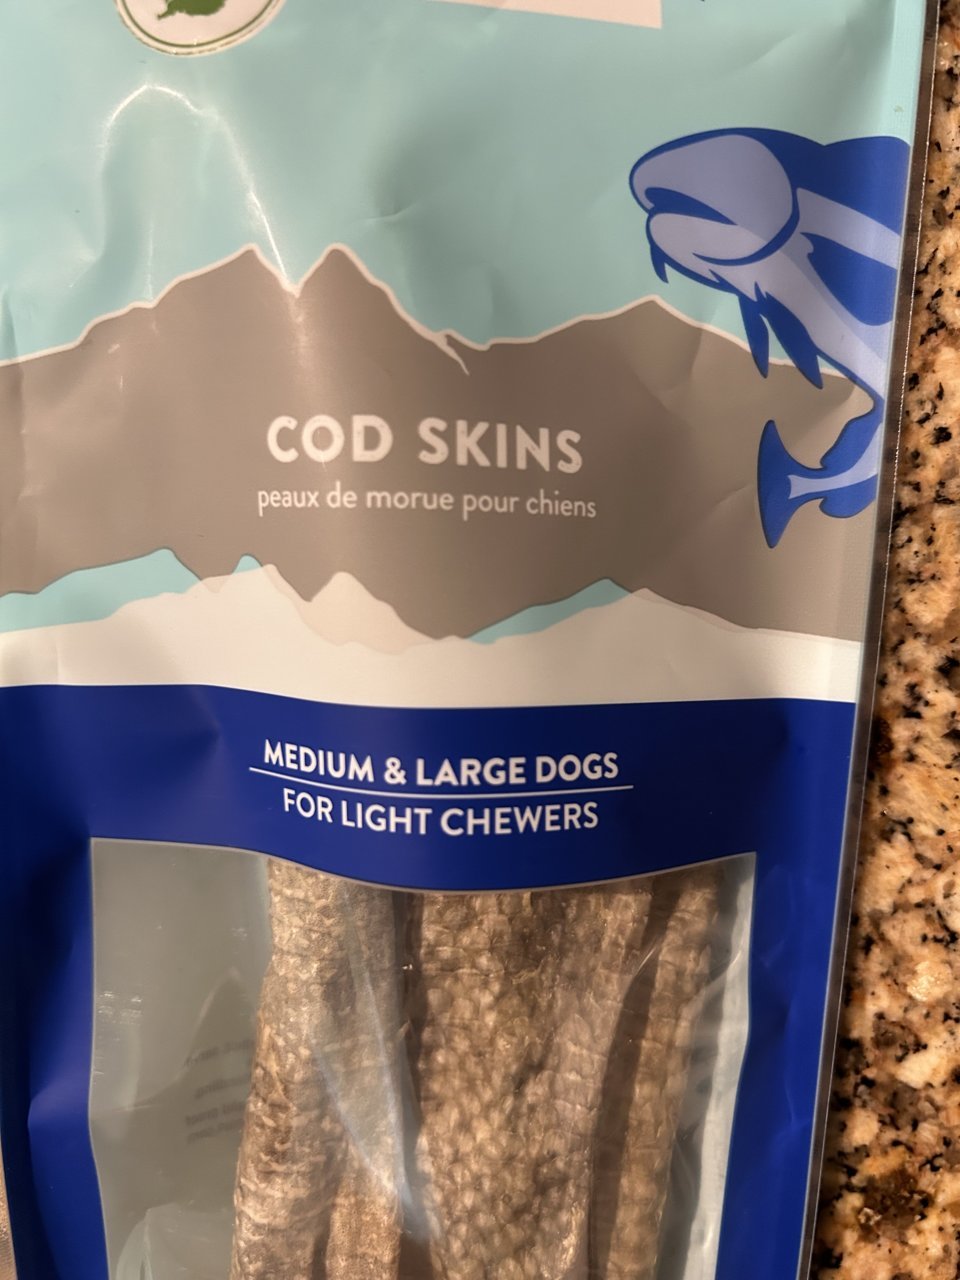 COD SKINS
peaux de morue pour chiens
MEDIUM & LARGE DOGS
FOR LIGHT CHEWERS